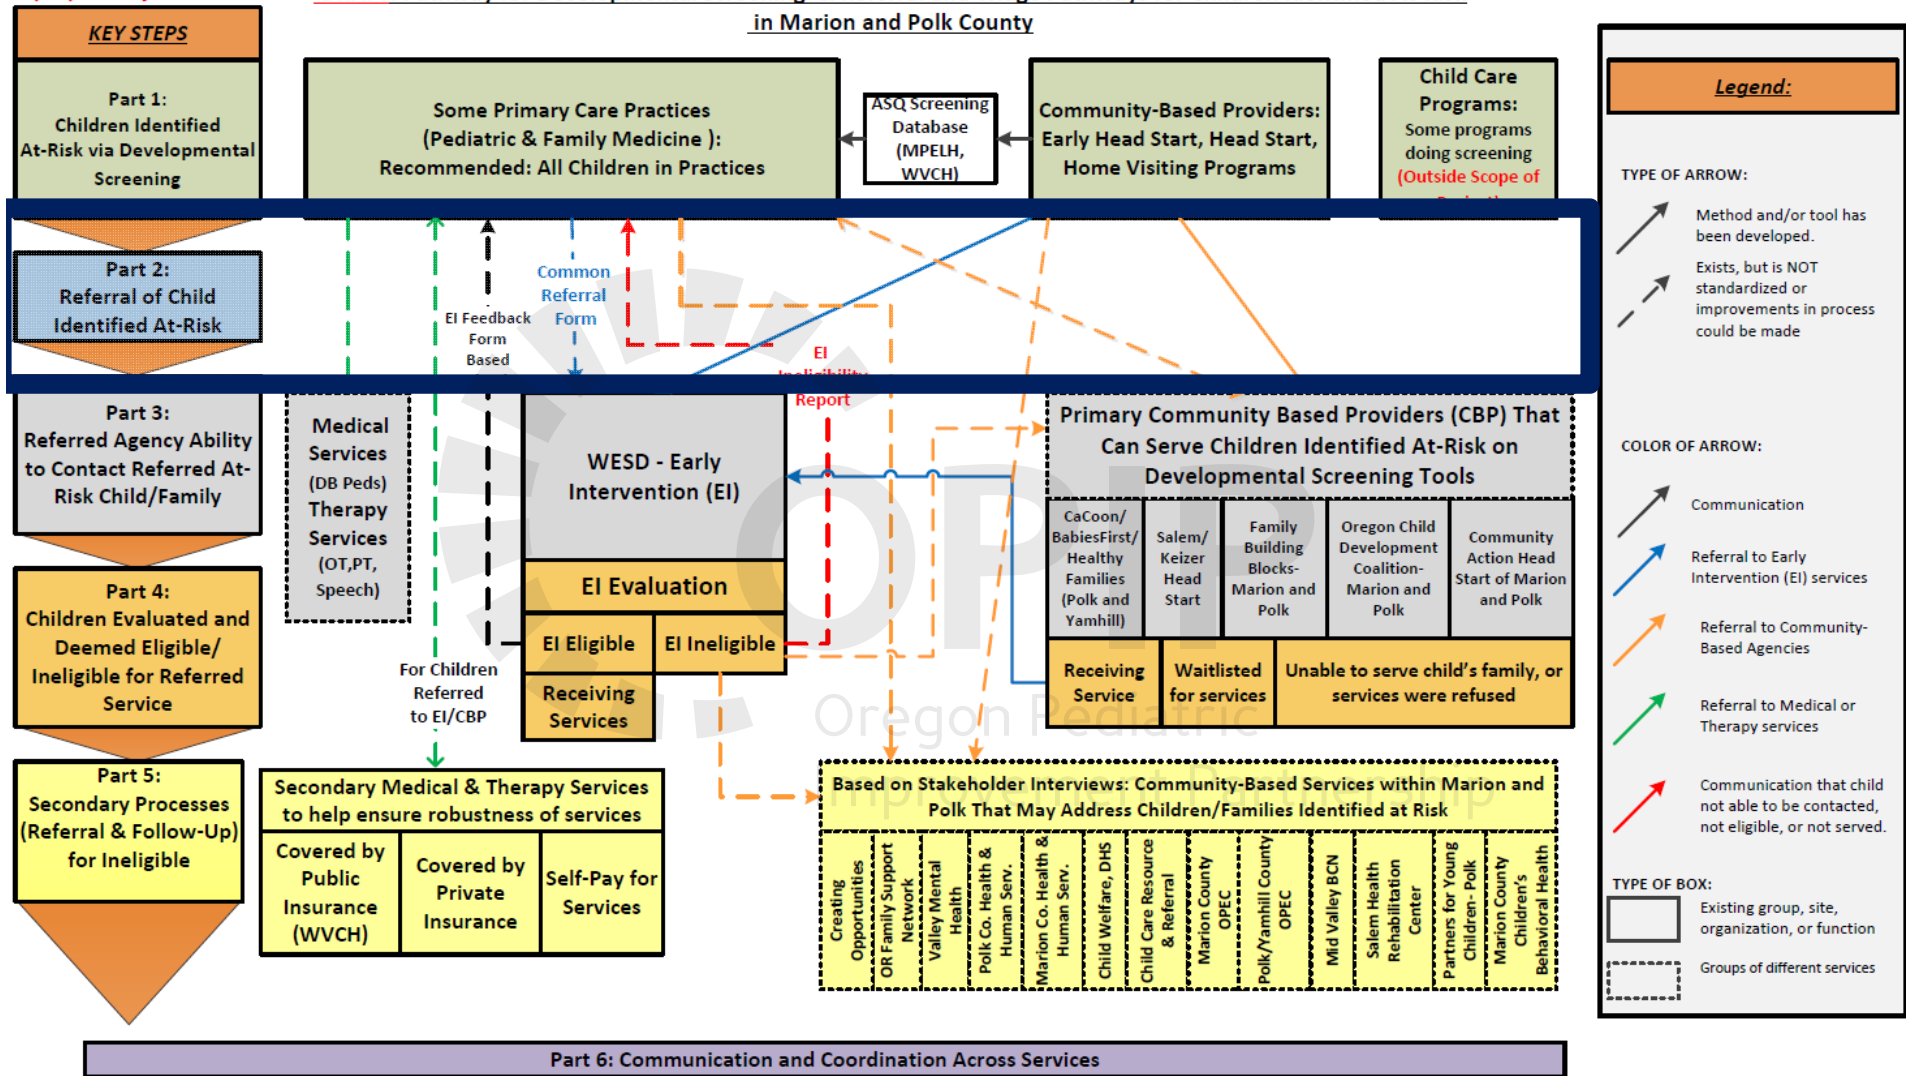 in Marion and Polk County
KEY STEPS
Part 1:
Children Identified
At-Risk via Developmental
Screening
Part 2:
Referral of Child
Identified At-Risk
Part 3:
Referred Agency Ability
to Contact Referred At-
Risk Child/Family
Part 4:
Children Evaluated and
Deemed Eligible/
Ineligible for Referred
Service
Part 5:
Secondary Processes
(Referral & Follow-Up)
for Ineligible
Some Primary Care Practices
(Pediatric & Family Medicine ):
Recommended: All Children in Practices
ASQ Screening
Database
(MPELH,
WVCH)
Community-Based Providers:
Early Head Start, Head Start,
Home Visiting Programs
Child Care
Programs:
Some programs
doing screening
(Outside Scope of
EI Feedback
Form
Based
Common
Referral
Form
EI
Ineligibility
Report
Medical
Services
(DB Peds)
Therapy
Services
(OT,PT,
Speech)
WESD - Early
Intervention (EI)
EI Evaluation
EI Eligible
EI Ineligible
Receiving
Services
For Children
Referred
to EI/CBP
Primary Community Based Providers (CBP) That
Can Serve Children Identified At-Risk on
Developmental Screening Tools
CaCoon/
BabiesFirst/
Healthy
Families
(Polk and
Yamhill)
Salem/
Keizer
Head
Start
Family
Building
Blocks-
Marion and
Polk
Oregon Child
Development
Coalition-
Marion and
Polk
Community
Action Head
Start of Marion
and Polk
Receiving
Service
Waitlisted
for services
Unable to serve child's family, or
services were refused
OPIP
Oregon Pediatric
Improvement Partnership
Secondary Medical & Therapy Services
to help ensure robustness of services
Covered by
Public
Insurance
(WVCH)
Covered by
Private
Insurance
Self-Pay for
Services
Based on Stakeholder Interviews: Community-Based Services within Marion and
Polk That May Address Children/Families Identified at Risk
Creating
Opportunities
OR Family Support
Network
Valley Mental
Health
Polk Co. Health &
Human Serv.
Marion Co. Health &
Human Serv.
Child Welfare, DHS
Child Care Resource
& Referral
Marion County
OPEC
Polk/Yamhill County
OPEC
Mid Valley BCN
Salem Health
Rehabilitation
Center
Partners for Young
Children- Polk
Marion County
Children's
Behavioral Health
Part 6: Communication and Coordination Across Services
Legend:
TYPE OF ARROW:
Method and/or tool has
been developed.
Exists, but is NOT
standardized or
improvements in process
could be made
COLOR OF ARROW:
Communication
Referral to Early
Intervention (EI) services
Referral to Community-
Based Agencies
Referral to Medical or
Therapy services
Communication that child
not able to be contacted,
not eligible, or not served.
TYPE OF BOX:
Existing group, site,
organization, or function
Groups of different services